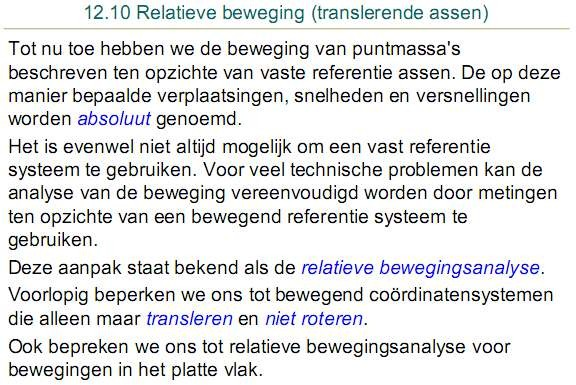 12.10 Relatieve beweging (translerende assen)
Tot nu toe hebben we de beweging van puntmassa's
beschreven ten opzichte van vaste referentie assen. De op deze
manier bepaalde verplaatsingen, snelheden en versnellingen
worden absoluut genoemd.
Het is evenwel niet altijd mogelijk om een vast referentie
systeem te gebruiken. Voor veel technische problemen kan de
analyse van de beweging vereenvoudigd worden door metingen
ten opzichte van een bewegend referentie systeem te
gebruiken.
Deze aanpak staat bekend als de relatieve bewegingsanalyse.
Voorlopig beperken we ons tot bewegend coördinatensystemen
die alleen maar transleren en niet roteren.
Ook bepreken we ons tot relatieve bewegingsanalyse voor
bewegingen in het platte vlak.